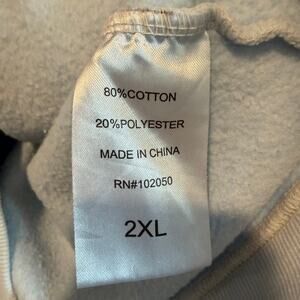 80%COTTON
20%POLYESTER
MADE IN CHINA
RN#102050
2XL